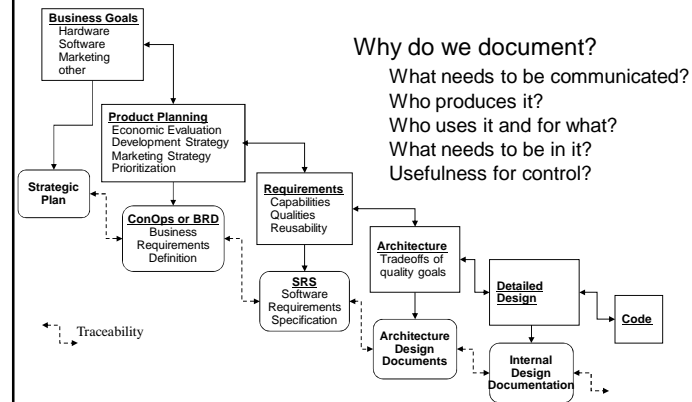 Business Goals
Hardware
Software
Marketing
other
Why do we document?
What needs to be communicated?
Who produces it?
Who uses it and for what?
What needs to be in it?
Usefulness for control?
Product Planning
Economic Evaluation
Development Strategy
Marketing Strategy
Prioritization
Strategic
Plan
Requirements
Capabilities
Qualities
Reusability
ConOps or BRD
Business
Requirements
Definition
Architecture
Tradeoffs of
quality goals
Detailed
Design
Code
SRS
Software
Requirements
Specification
Traceability
Architecture
Design
Documents
Internal
Design
Documentation